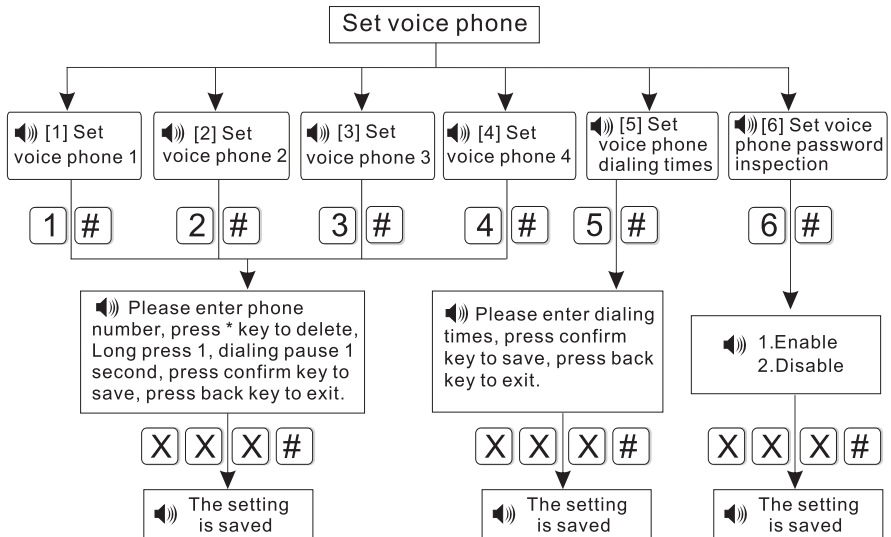 Set voice phone
[1] Set
voice phone 1
[2] Set
voice phone 2
[3] Set
voice phone 3
[4] Set
voice phone 4
[5] Set
voice phone
dialing times
[6] Set voice
phone password
inspection
1 #
2 #
3 #
4 #
5 #
6 #
Please enter phone
number, press * key to delete,
Long press 1, dialing pause 1
second, press confirm key to
save, press back key to exit.
Please enter dialing
times, press confirm
key to save, press back
key to exit.
1.Enable
2.Disable
X X X #
X X X #
X X X #
The setting
is saved
The setting
is saved
The setting
is saved